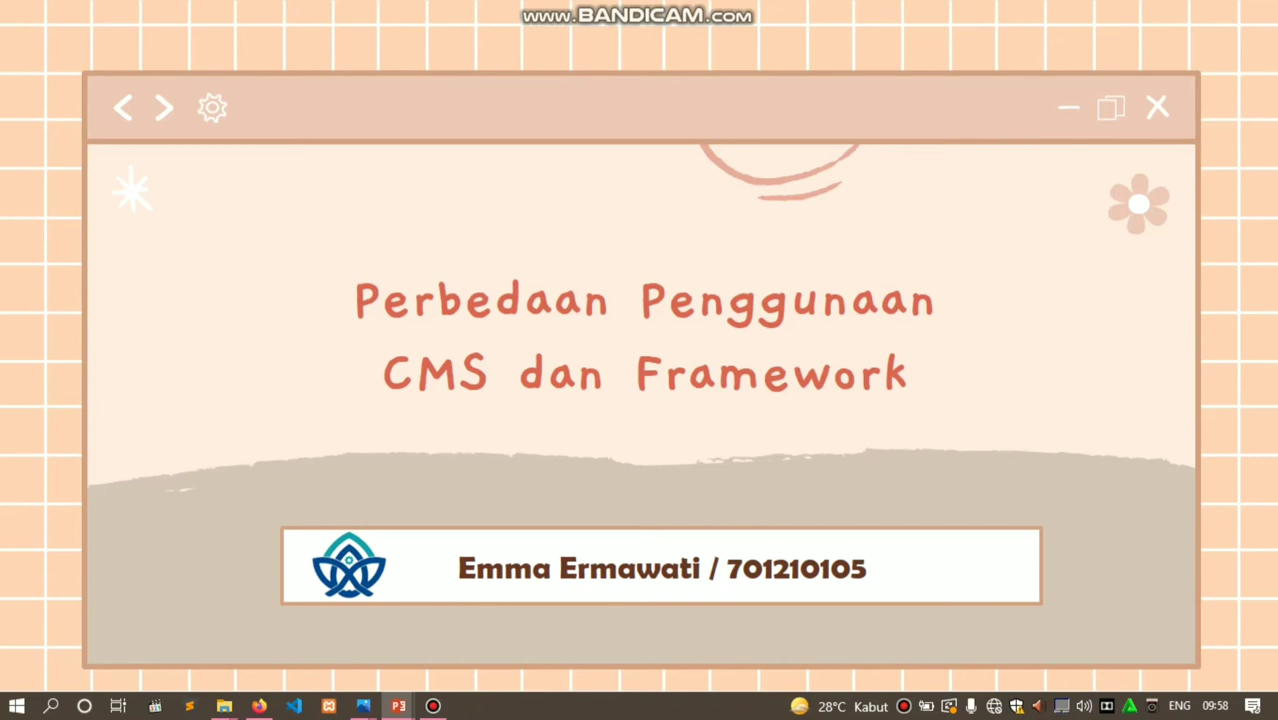 www.BANDICAM.com
Perbedaan Penggunaan
CMS dan Framework
Emma Ermawati / 701210105
28°C Kabut ENG 09:58